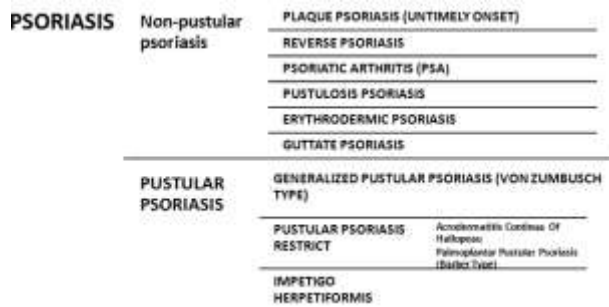 PSORIASIS
Non-pustular
psoriasis
PLAQUE PSORIASIS (UNTIMELY ONSET)
REVERSE PSORIASIS
PSORIATIC ARTHRITIS (PSA)
PUSTULOSIS PSORIASIS
ERYTHRODERMIC PSORIASIS
GUTTATE PSORIASIS
PUSTULAR
PSORIASIS
GENERALIZED PUSTULAR PSORIASIS (VON ZUMBUSCH
TYPE)
PUSTULAR PSORIASIS
RESTRICT
Acrodermatitis Continua Of
Hallopeau
Palmoplantar Pustular Psoriasis
(Barber Type)
IMPETIGO
HERPETIFORMIS